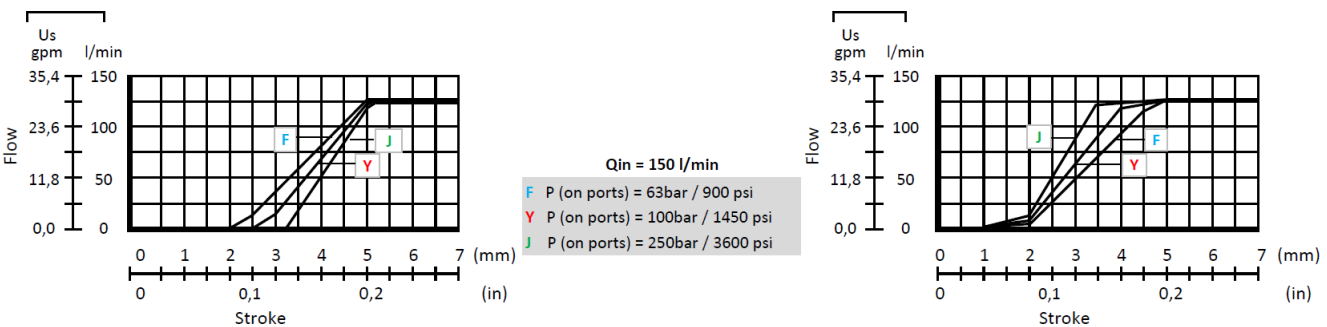 Us
gpm l/min
35,4 150
23,6 100
11,8 50
0,0 0
Flow
F
J
Y
0 1 2 3 4 5 6 7 (mm)
0 0,1 0,2 (in)
Stroke
Qin = 150 l/min
F P (on ports) = 63bar / 900 psi
Y P (on ports) = 100bar / 1450 psi
J P (on ports) = 250bar / 3600 psi
Us
gpm l/min
35,4 150
23,6 100
11,8 50
0,0 0
Flow
J
F
Y
0 1 2 3 4 5 6 7 (mm)
0 0,1 0,2 (in)
Stroke